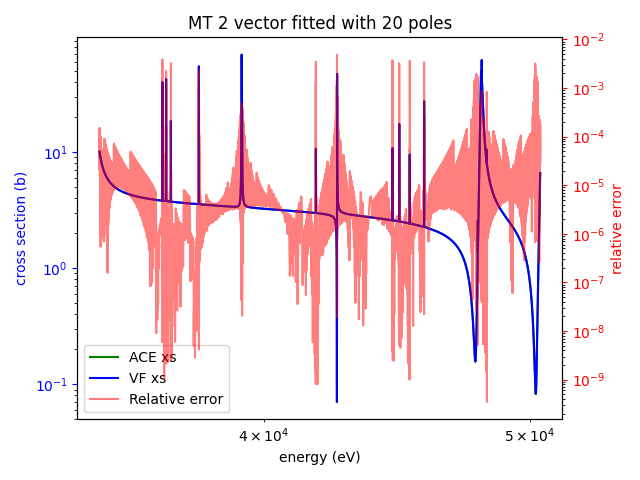 MT 2 vector fitted with 20 poles
cross section (b)
10¹
10⁰
10⁻¹
ACE xs
VF xs
Relative error
4 × 10⁴
5 × 10⁴
energy (eV)
10⁻²
10⁻³
10⁻⁴
10⁻⁵
10⁻⁶
10⁻⁷
10⁻⁸
10⁻⁹
relative error